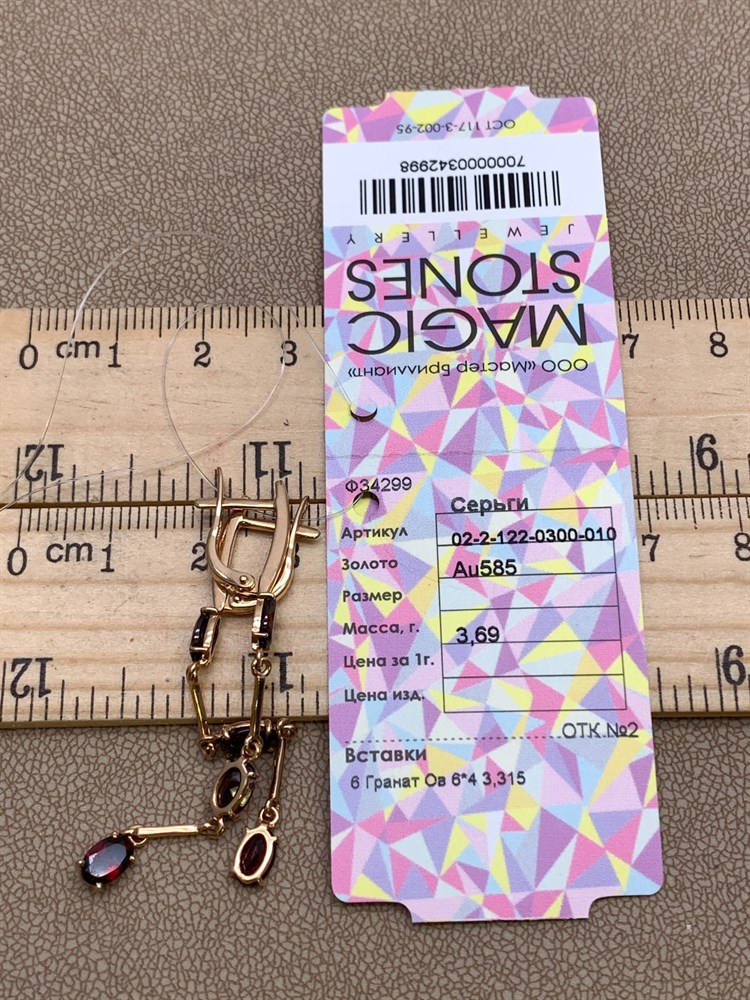 ОСТ 117-3-002-95
7000000342998
JEWELLERY
MAGIC
STONES
ООО «Мастер Бриллиант»
0 cm 1 2 3 7 8
12 11 6
Ф34299
Серьги
Артикул 02-2-122-0300-010
Золото Au585
Размер
Масса, г. 3,69
Цена за 1г.
Цена изд.
ОТК.№2
Вставки
6 Гранат Ов 6*4 3,315
0 cm 1 2 7 8
12 1 6